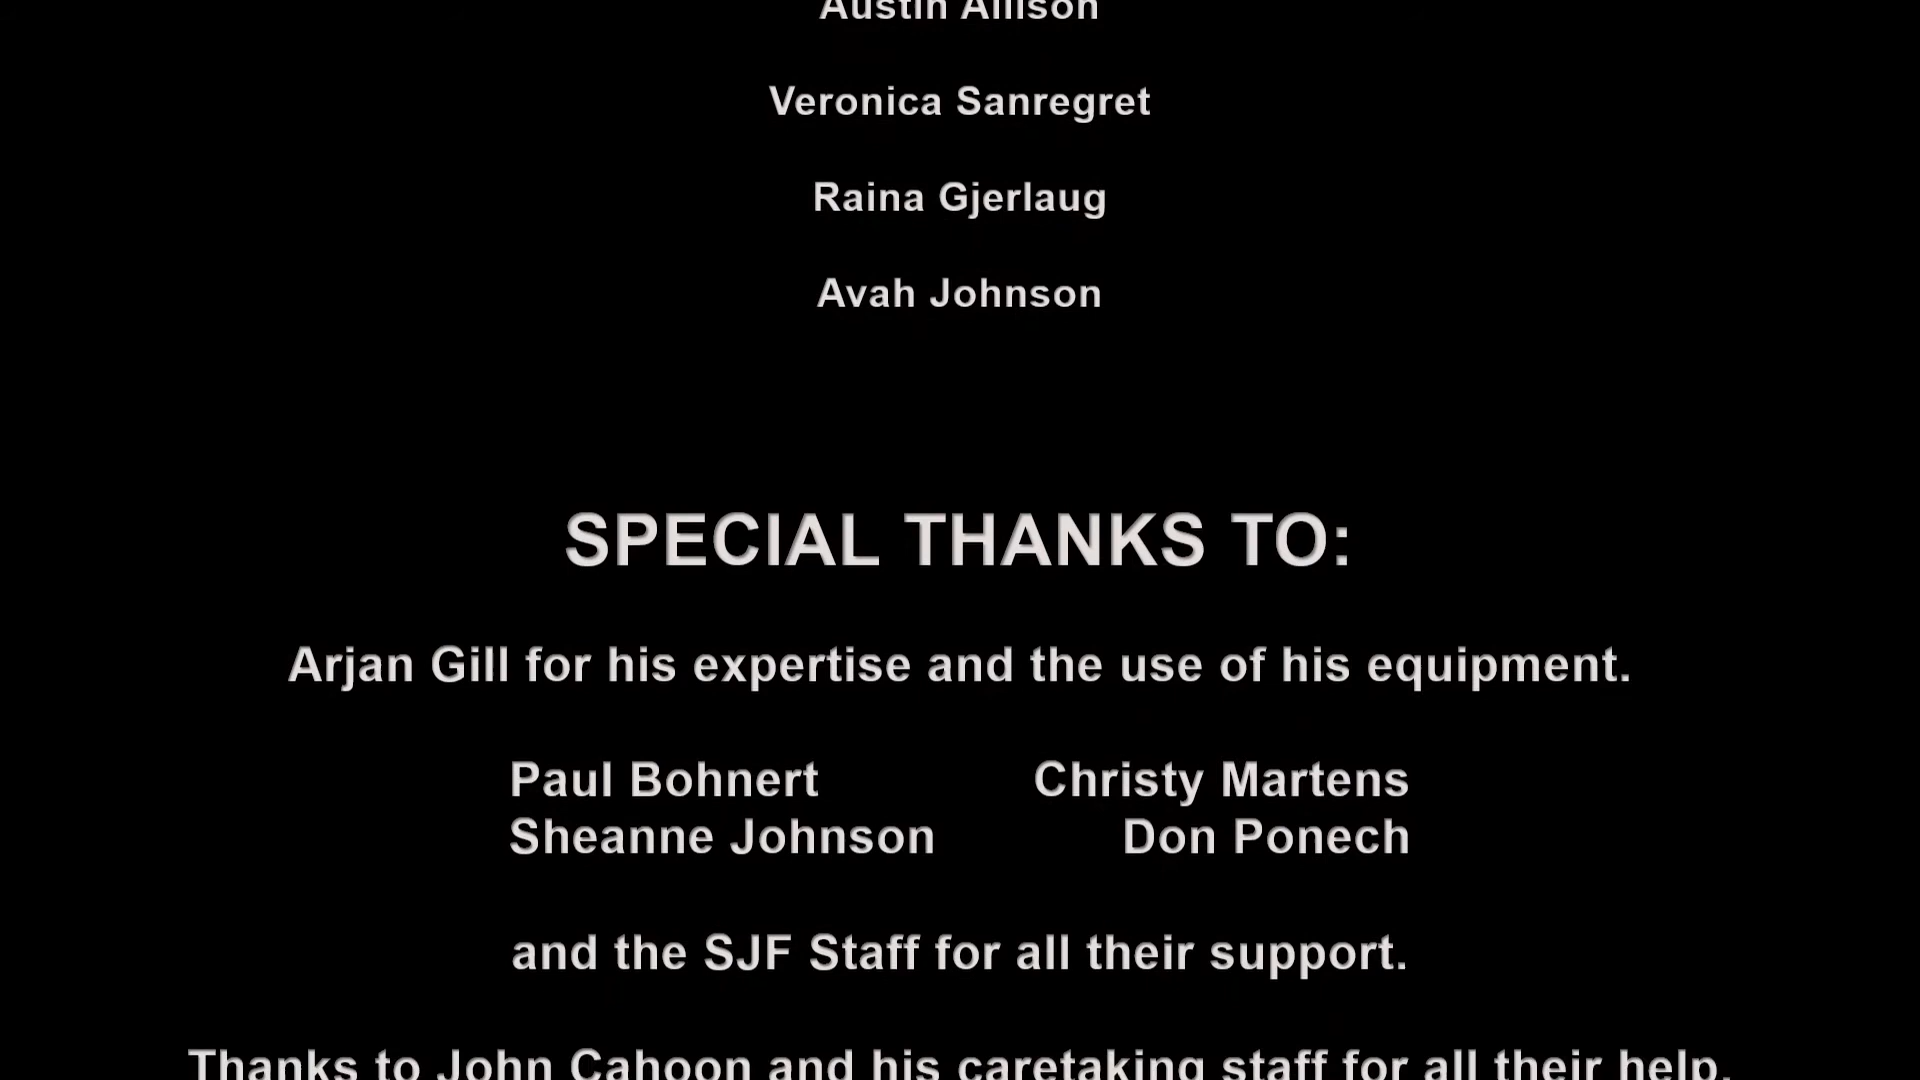 Austin Allison
Veronica Sanregret
Raina Gjerlaug
Avah Johnson
SPECIAL THANKS TO:
Arjan Gill for his expertise and the use of his equipment.
Paul Bohnert Christy Martens
Sheanne Johnson Don Ponech
and the SJF Staff for all their support.
Thanks to John Cahoon and his caretaking staff for all their help.